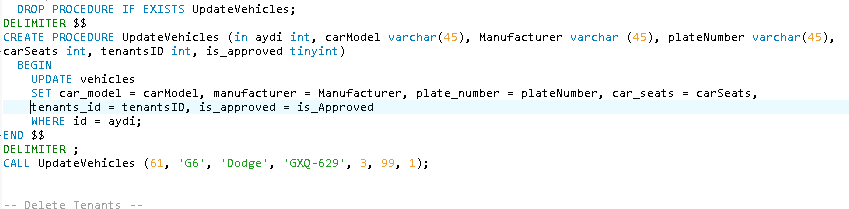 DROP PROCEDURE IF EXISTS UpdateVehicles;
DELIMITER $$
CREATE PROCEDURE UpdateVehicles (in aydi int, carModel varchar(45), Manufacturer varchar (45), plateNumber varchar(45),
carSeats int, tenantsID int, is_approved tinyint)
BEGIN
UPDATE vehicles
SET car_model = carModel, manufacturer = Manufacturer, plate_number = plateNumber, car_seats = carSeats,
tenants_id = tenantsID, is_approved = is_Approved
WHERE id = aydi;
END $$
DELIMITER ;
CALL UpdateVehicles (61, 'G6', 'Dodge', 'GXQ-629', 3, 99, 1);
-- Delete Tenants --